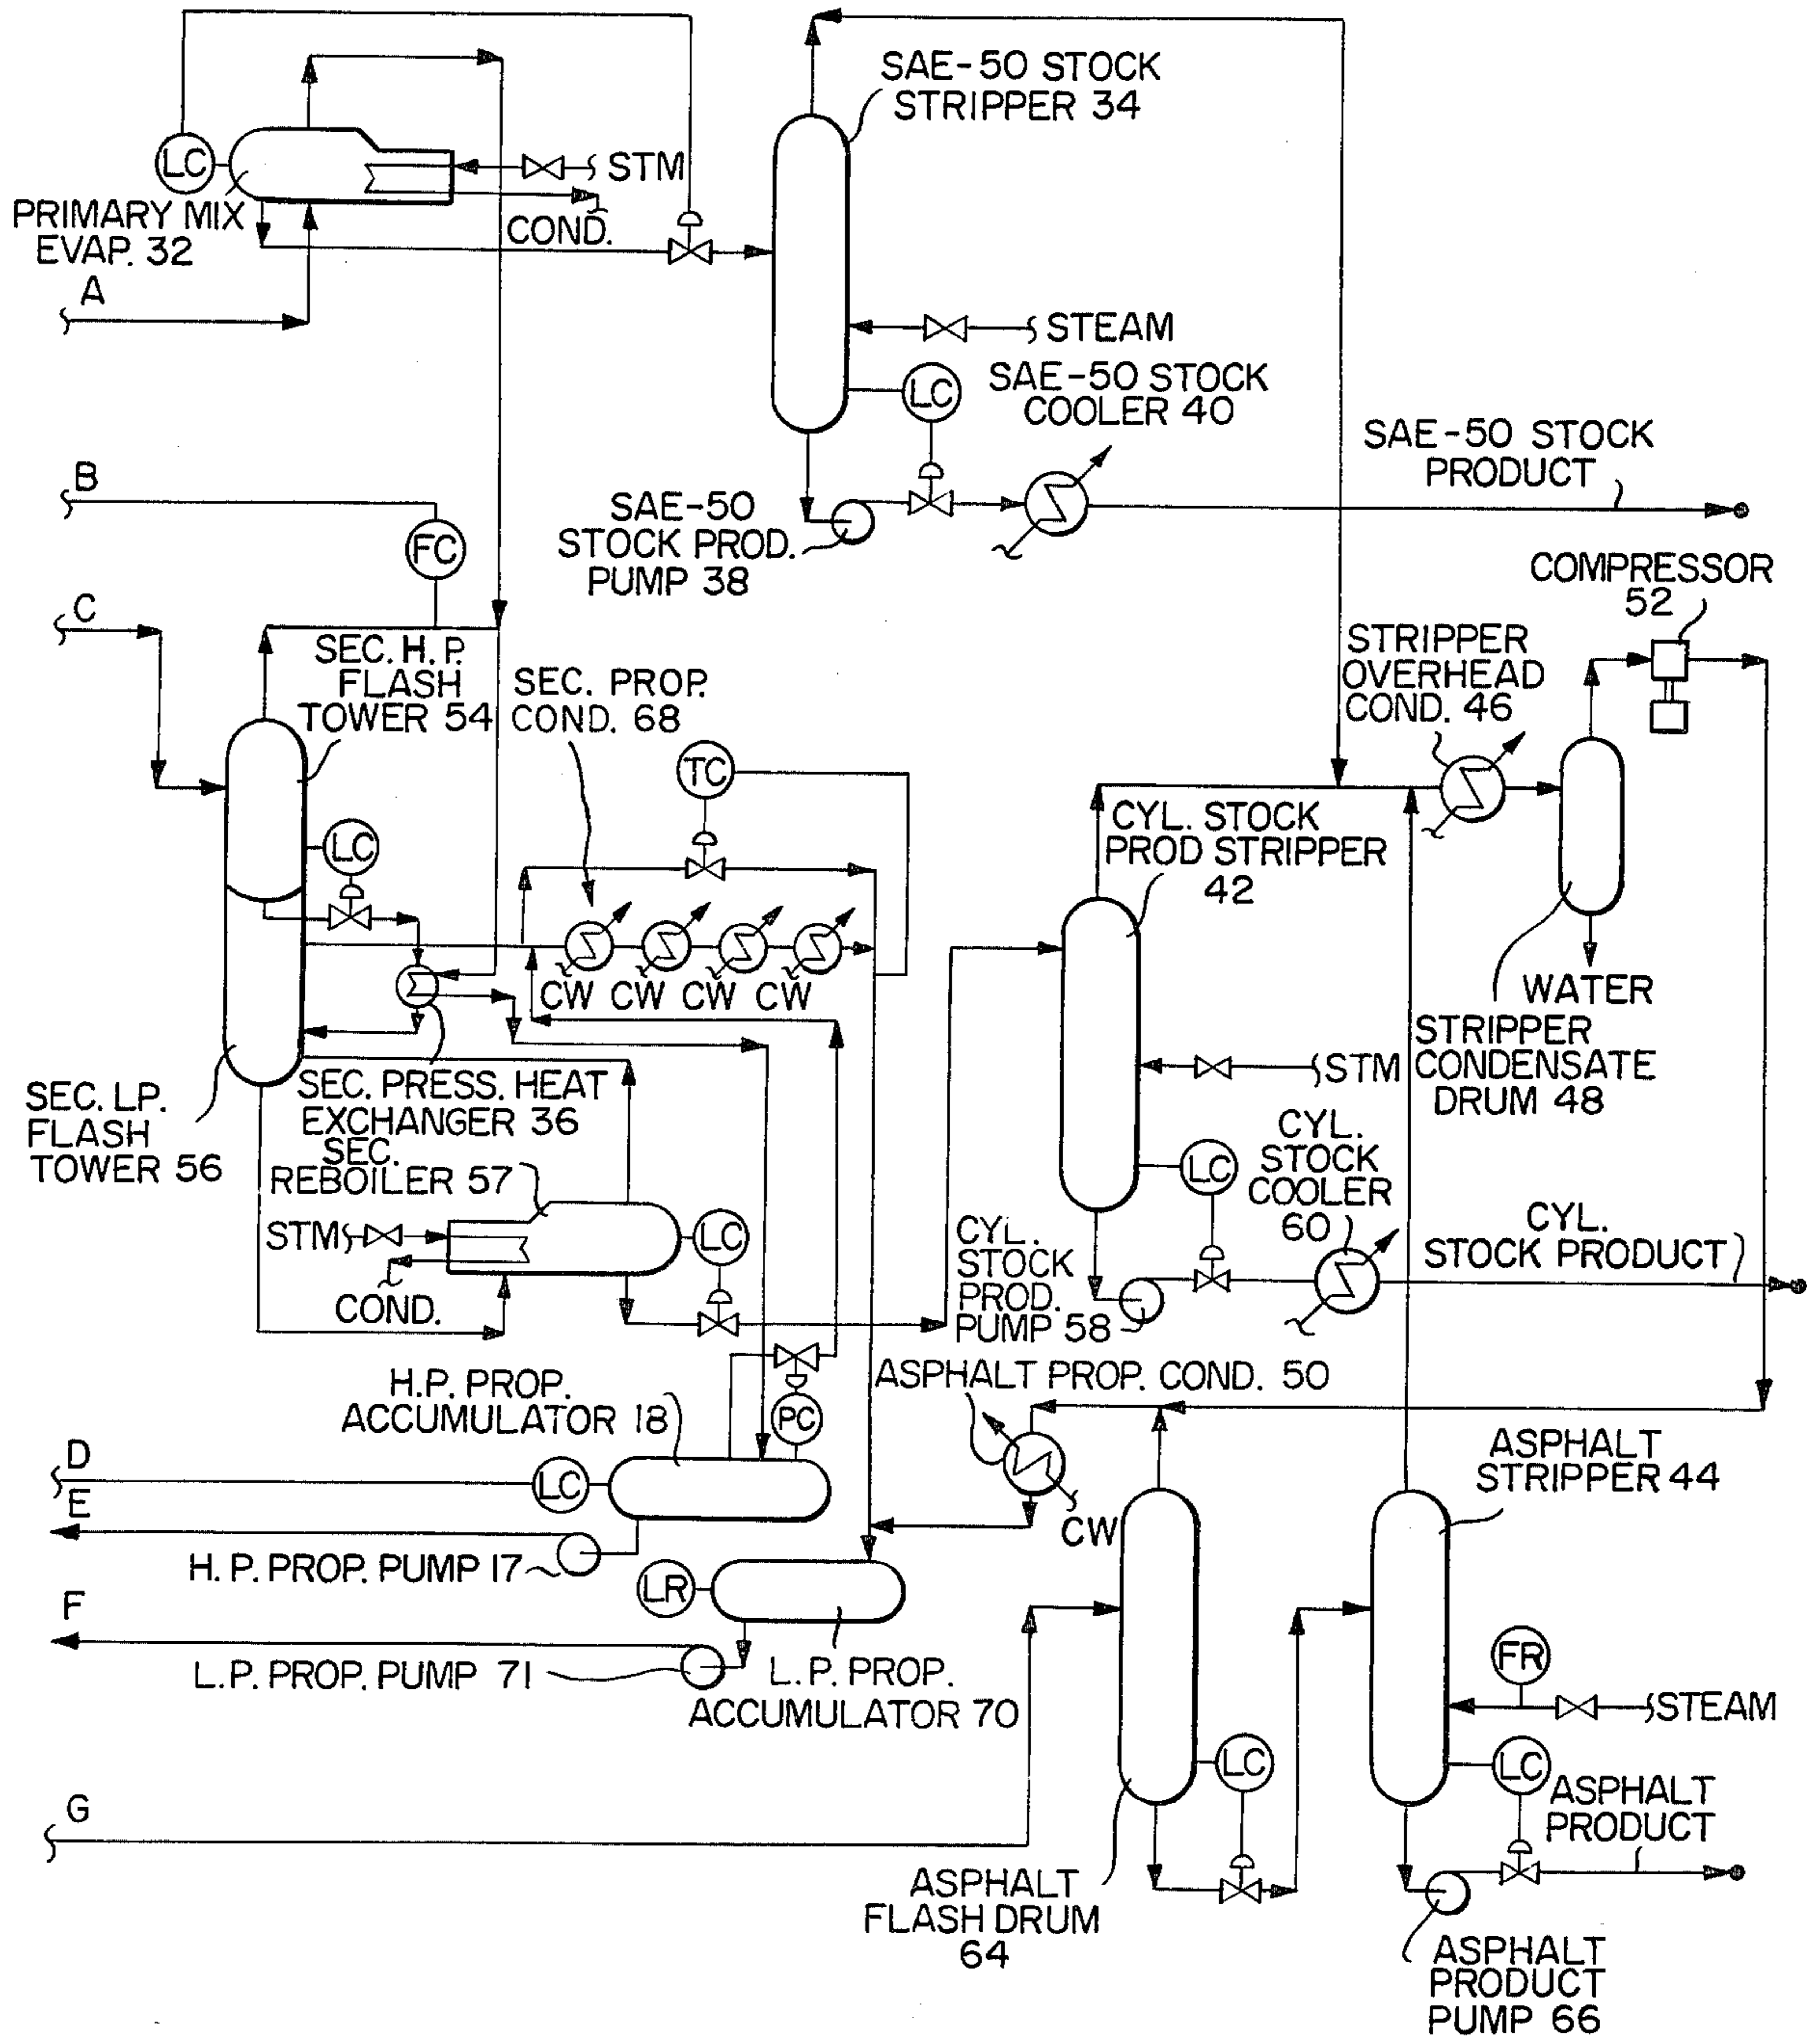 SAE-50 STOCK
STRIPPER 34
LC
STM
PRIMARY MIX
EVAP. 32
COND.
A
STEAM
LC
SAE-50 STOCK
COOLER 40
SAE-50 STOCK
PRODUCT
B
SAE-50
STOCK PROD.
PUMP 38
FC
COMPRESSOR
52
C
SEC. H.P.
FLASH
TOWER 54
SEC. PROP.
COND. 68
STRIPPER
OVERHEAD
COND. 46
TC
LC
CYL. STOCK
PROD STRIPPER
42
CW
CW
CW
CW
WATER
STRIPPER
CONDENSATE
DRUM 48
STM
SEC. L.P.
FLASH
TOWER 56
SEC. PRESS. HEAT
EXCHANGER 36
SEC.
REBOILER 57
LC
CYL.
STOCK
COOLER
60
STM
LC
COND.
CYL.
STOCK
PROD.
PUMP 58
CYL.
STOCK PRODUCT
H.P. PROP.
ACCUMULATOR 18
PC
ASPHALT PROP. COND. 50
D
LC
ASPHALT
STRIPPER 44
E
CW
H.P. PROP. PUMP 17
LR
F
L.P. PROP. PUMP 71
L.P. PROP.
ACCUMULATOR 70
FR
STEAM
LC
LC
ASPHALT
PRODUCT
G
ASPHALT
FLASH DRUM
64
ASPHALT
PRODUCT
PUMP 66